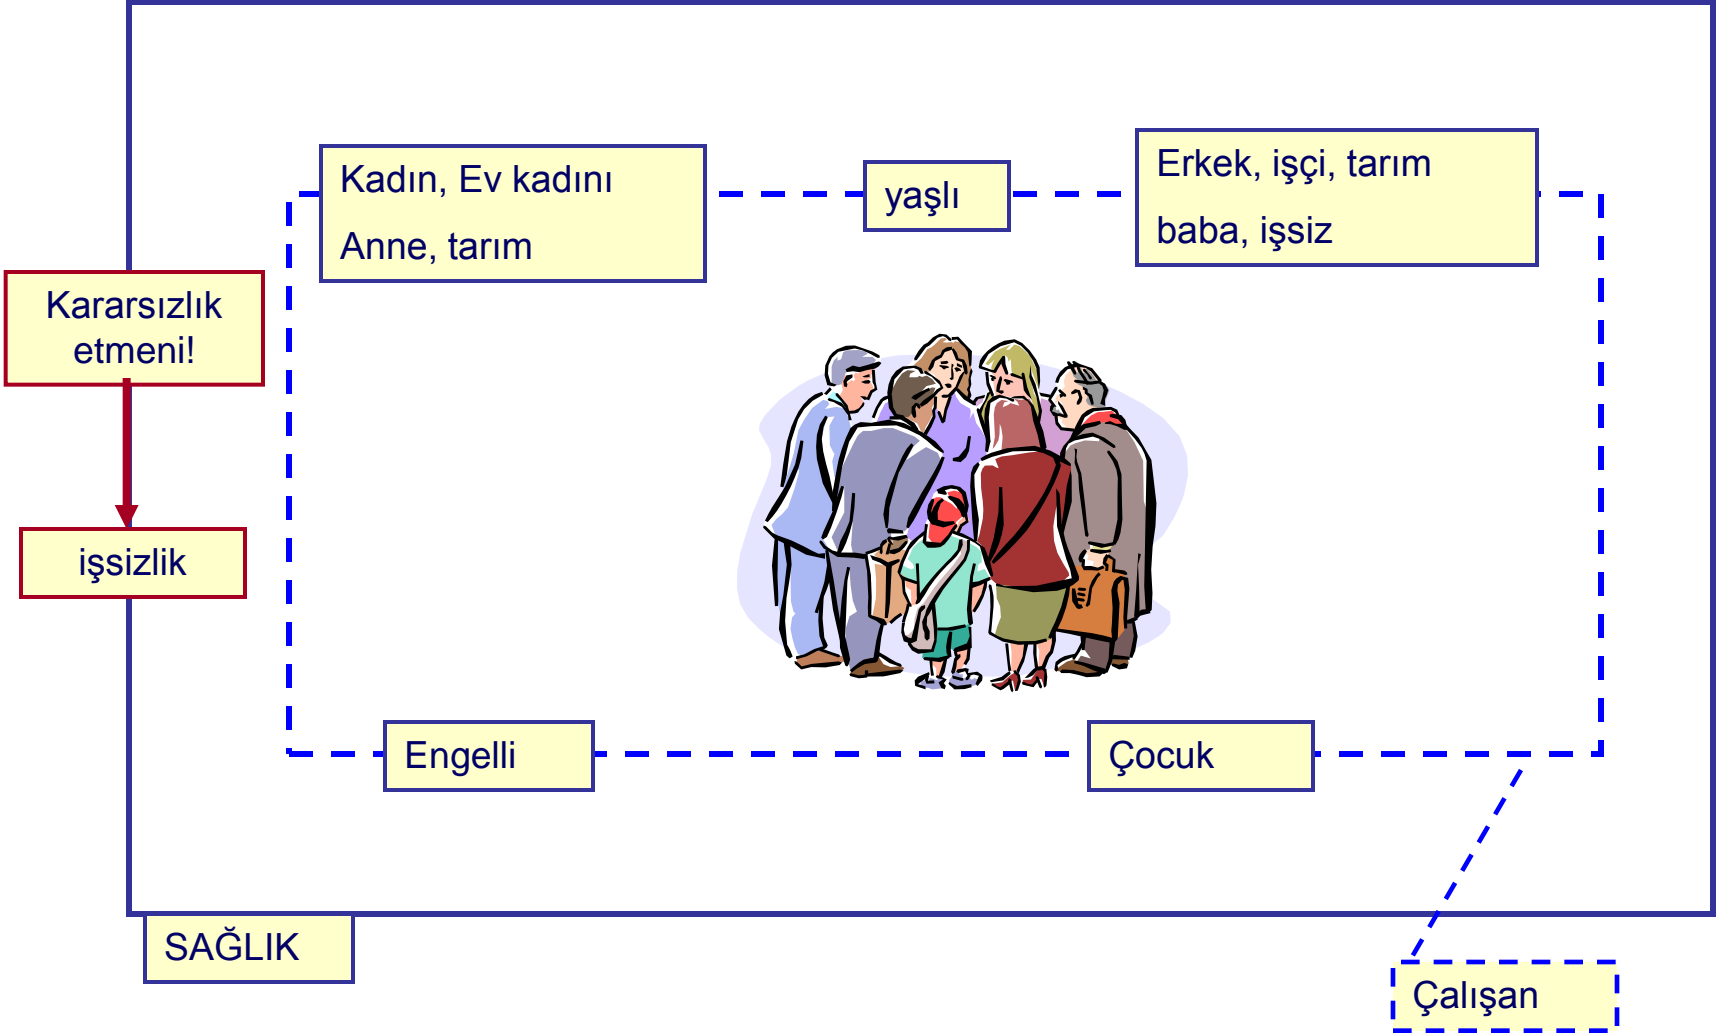 Kadın, Ev kadını
Anne, tarım
yaşlı
Erkek, işçi, tarım
baba, işsiz
Kararsızlık
etmeni!
işsizlik
Engelli
Çocuk
SAĞLIK
Çalışan